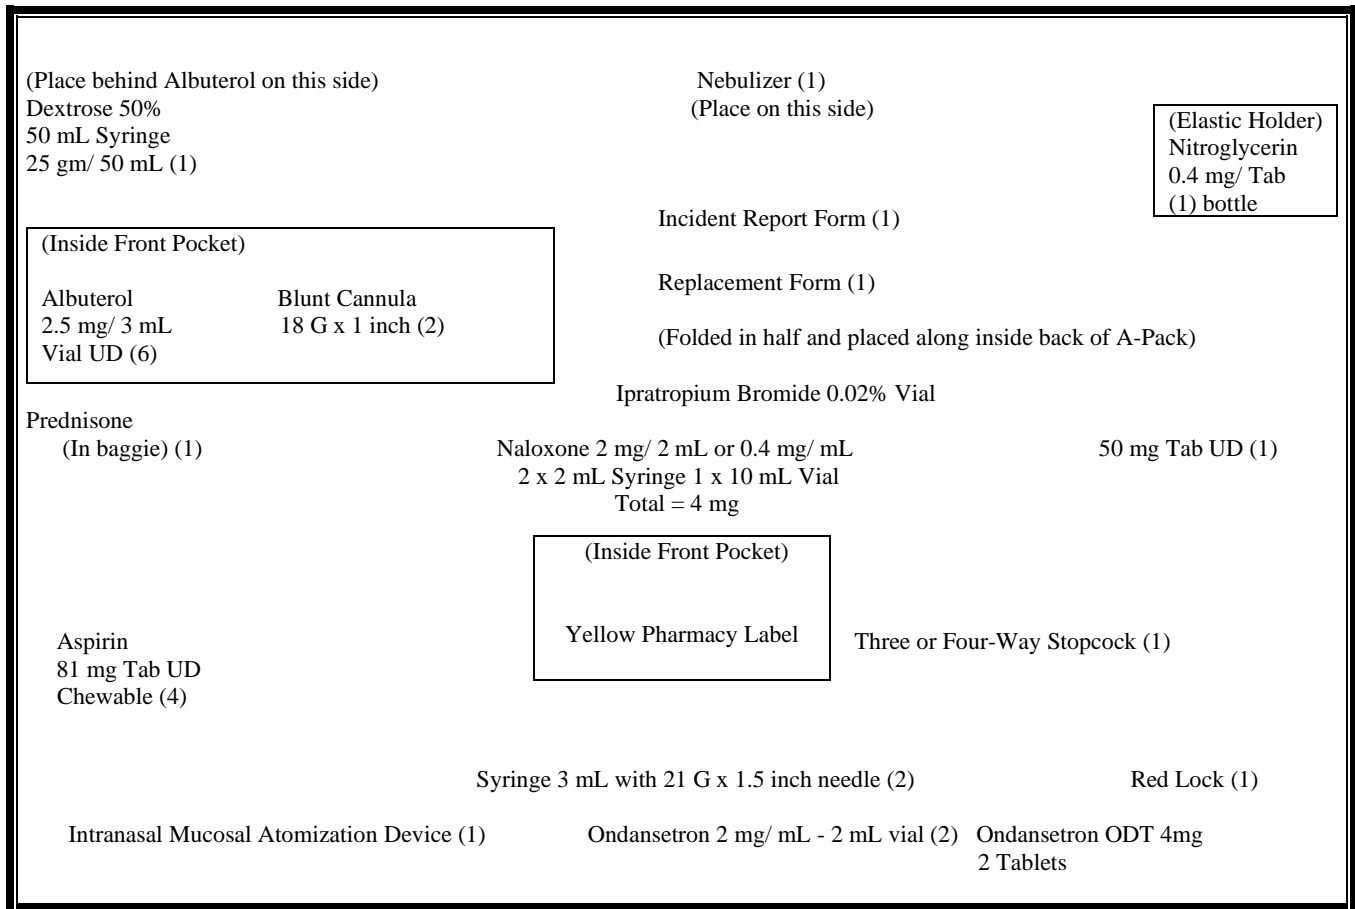 (Place behind Albuterol on this side)
Dextrose 50%
50 mL Syringe
25 gm/ 50 mL (1)
Nebulizer (1)
(Place on this side)
(Elastic Holder)
Nitroglycerin
0.4 mg/ Tab
(1) bottle
Incident Report Form (1)
Replacement Form (1)
(Folded in half and placed along inside back of A-Pack)
(Inside Front Pocket)
Albuterol
2.5 mg/ 3 mL
Vial UD (6)
Blunt Cannula
18 G x 1 inch (2)
Ipratropium Bromide 0.02% Vial
Prednisone
(In baggie) (1)
Naloxone 2 mg/ 2 mL or 0.4 mg/ mL
2 x 2 mL Syringe 1 x 10 mL Vial
Total = 4 mg
50 mg Tab UD (1)
(Inside Front Pocket)
Yellow Pharmacy Label
Aspirin
81 mg Tab UD
Chewable (4)
Three or Four-Way Stopcock (1)
Syringe 3 mL with 21 G x 1.5 inch needle (2)
Red Lock (1)
Intranasal Mucosal Atomization Device (1)
Ondansetron 2 mg/ mL - 2 mL vial (2)
Ondansetron ODT 4mg
2 Tablets